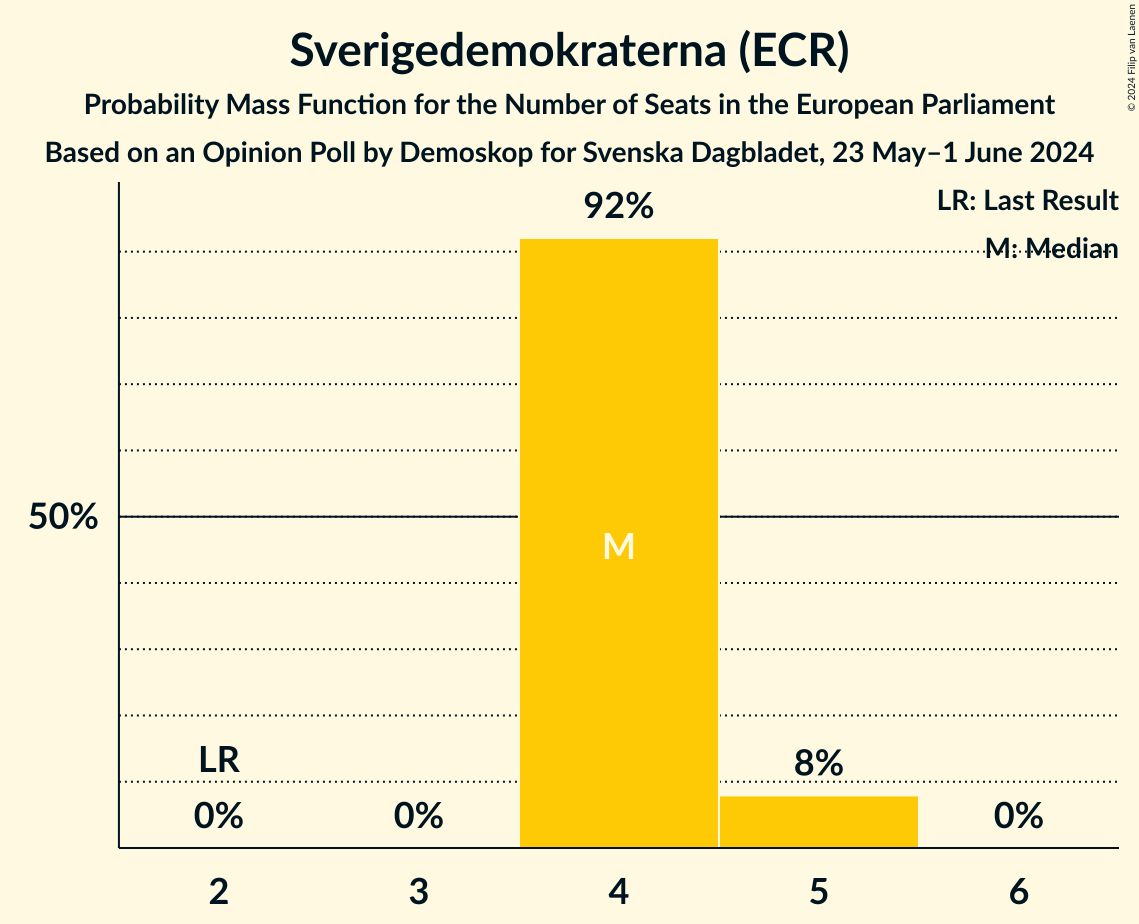 Sverigedemokraterna (ECR)
Probability Mass Function for the Number of Seats in the European Parliament
Based on an Opinion Poll by Demoskop for Svenska Dagbladet, 23 May–1 June 2024
© 2024 Filip van Laenen
LR: Last Result
M: Median
92%
50%
M
LR
8%
0%
0%
0%
2
3
4
5
6